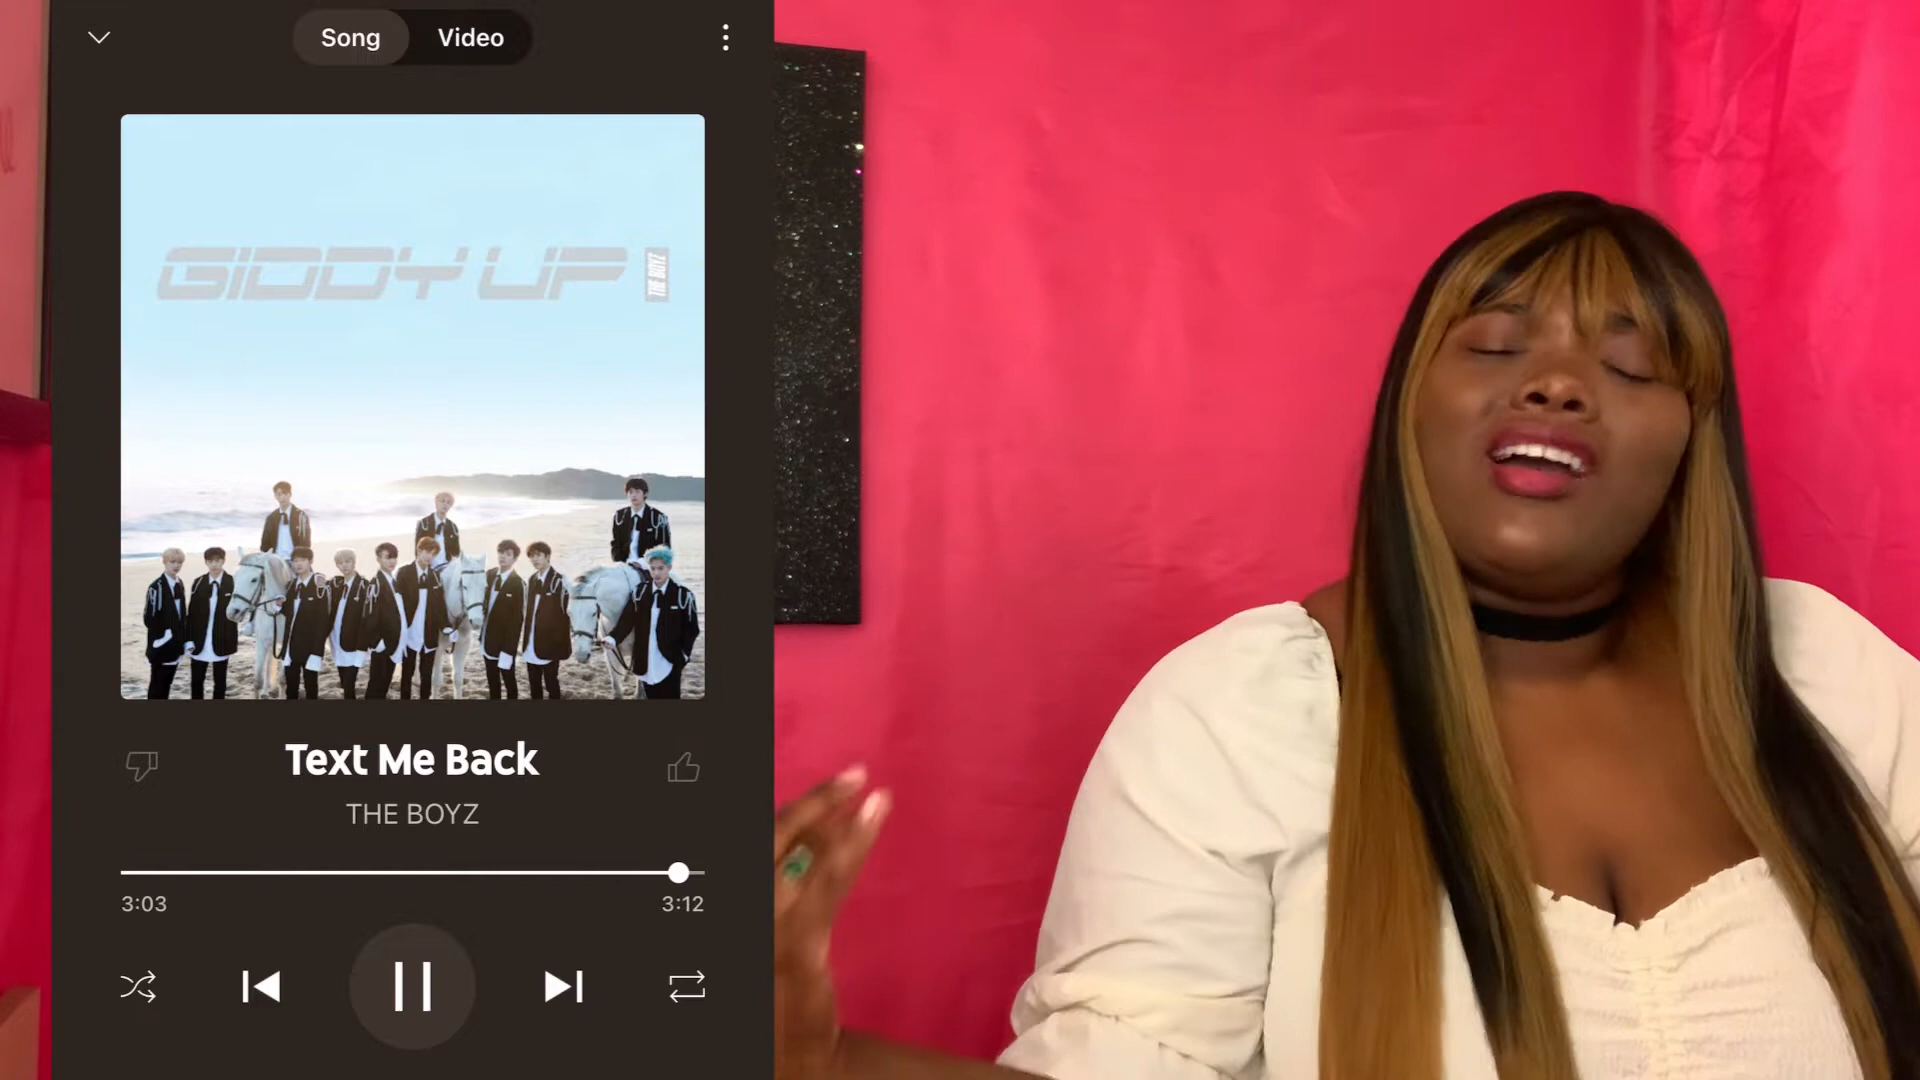 Song Video
GIDDY UP THE BOYZ
Text Me Back
THE BOYZ
3:03 3:12